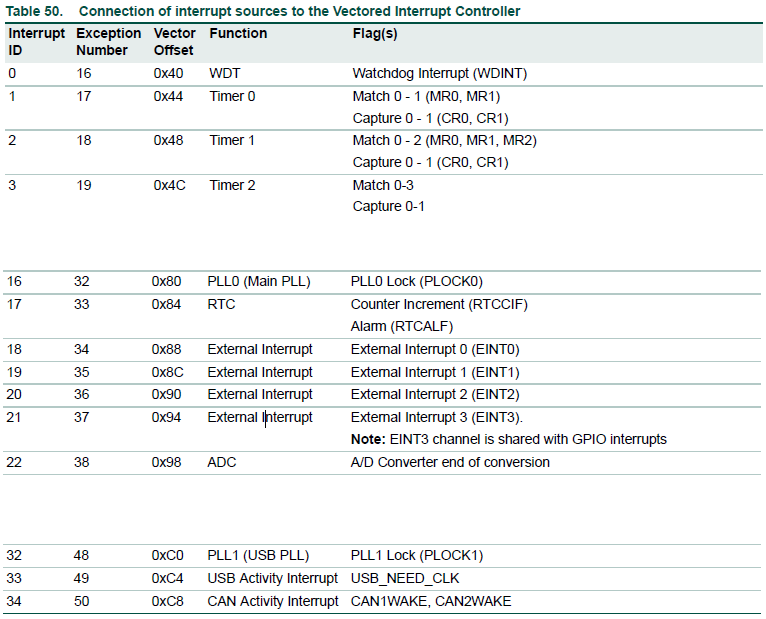 Table 50. Connection of interrupt sources to the Vectored Interrupt Controller
Interrupt ID Exception Number Vector Offset Function Flag(s)
0 16 0x40 WDT Watchdog Interrupt (WDINT)
1 17 0x44 Timer 0 Match 0 - 1 (MR0, MR1)
Capture 0 - 1 (CR0, CR1)
2 18 0x48 Timer 1 Match 0 - 2 (MR0, MR1, MR2)
Capture 0 - 1 (CR0, CR1)
3 19 0x4C Timer 2 Match 0-3
Capture 0-1
16 32 0x80 PLL0 (Main PLL) PLL0 Lock (PLOCK0)
17 33 0x84 RTC Counter Increment (RTCCIF)
Alarm (RTCALF)
18 34 0x88 External Interrupt External Interrupt 0 (EINT0)
19 35 0x8C External Interrupt External Interrupt 1 (EINT1)
20 36 0x90 External Interrupt External Interrupt 2 (EINT2)
21 37 0x94 External Interrupt External Interrupt 3 (EINT3).
Note: EINT3 channel is shared with GPIO interrupts
22 38 0x98 ADC A/D Converter end of conversion
32 48 0xC0 PLL1 (USB PLL) PLL1 Lock (PLOCK1)
33 49 0xC4 USB Activity Interrupt USB_NEED_CLK
34 50 0xC8 CAN Activity Interrupt CAN1WAKE, CAN2WAKE